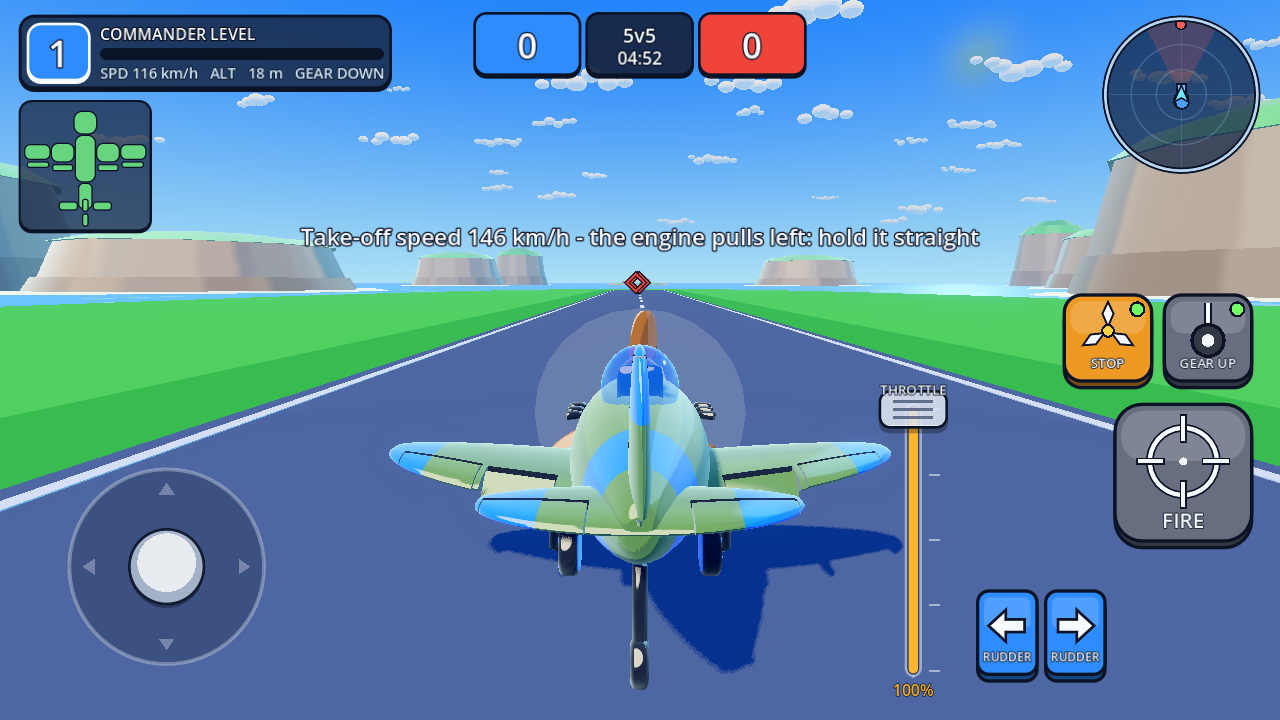 1
COMMANDER LEVEL
SPD 116 km/h ALT 18 m GEAR DOWN
0
5v5
04:52
0
Take-off speed 146 km/h - the engine pulls left: hold it straight
STOP
GEAR UP
THROTTLE
FIRE
RUDDER
RUDDER
100%